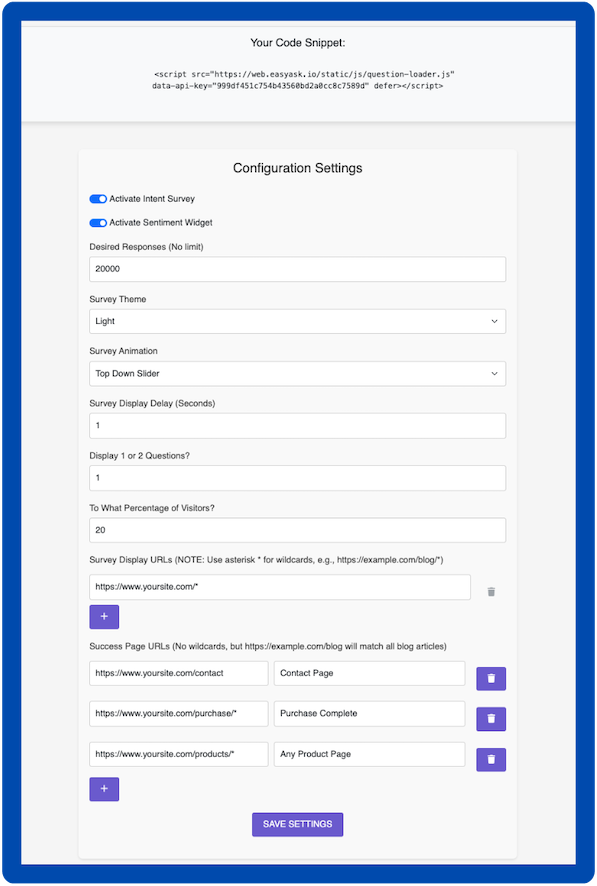 Your Code Snippet:
<script src="https://web.easyask.io/static/js/question-loader.js"
data-api-key="999df451c754b43560bd2a0cc8c7589d" defer></script>
Configuration Settings
Activate Intent Survey
Activate Sentiment Widget
Desired Responses (No limit)
20000
Survey Theme
Light
Survey Animation
Top Down Slider
Survey Display Delay (Seconds)
1
Display 1 or 2 Questions?
1
To What Percentage of Visitors?
20
Survey Display URLs (NOTE: Use asterisk * for wildcards, e.g., https://example.com/blog/*)
https://www.yoursite.com/*
+
Success Page URLs (No wildcards, but https://example.com/blog will match all blog articles)
https://www.yoursite.com/contact Contact Page
https://www.yoursite.com/purchase/* Purchase Complete
https://www.yoursite.com/products/* Any Product Page
+
SAVE SETTINGS